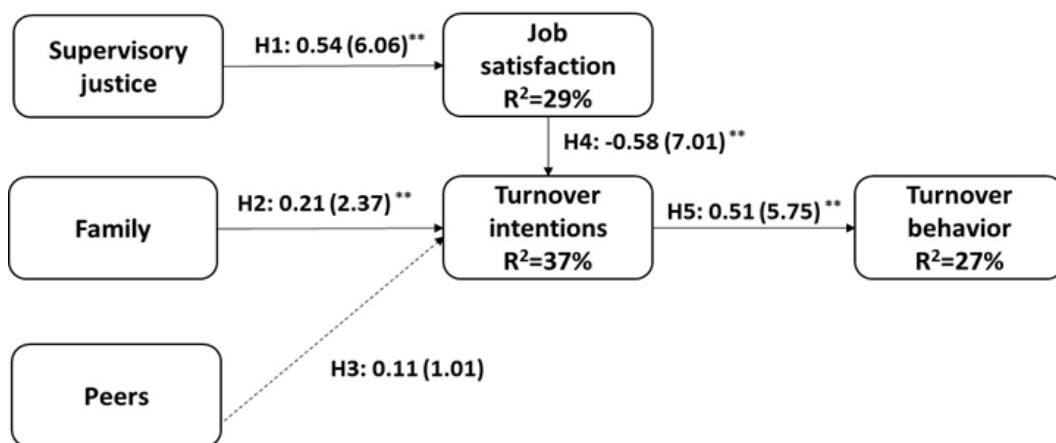 Supervisory
justice
H1: 0.54 (6.06)**
Job
satisfaction
R²=29%
H4: -0.58 (7.01)**
Family
H2: 0.21 (2.37)**
Turnover
intentions
R²=37%
H5: 0.51 (5.75)**
Turnover
behavior
R²=27%
Peers
H3: 0.11 (1.01)